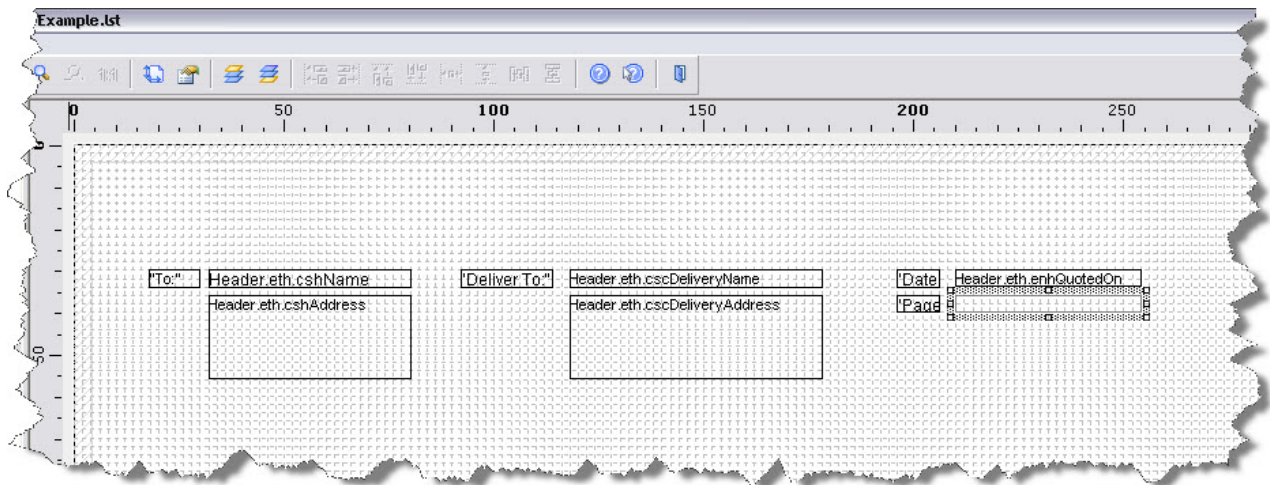 Example.lst
0 50 100 150 200 250
0
"To:" Header.eth.cshName "Deliver To:" Header.eth.cscDeliveryName "Date Header.eth.enhQuotedOn
Header.eth.cshAddress Header.eth.cscDeliveryAddress "Page
50